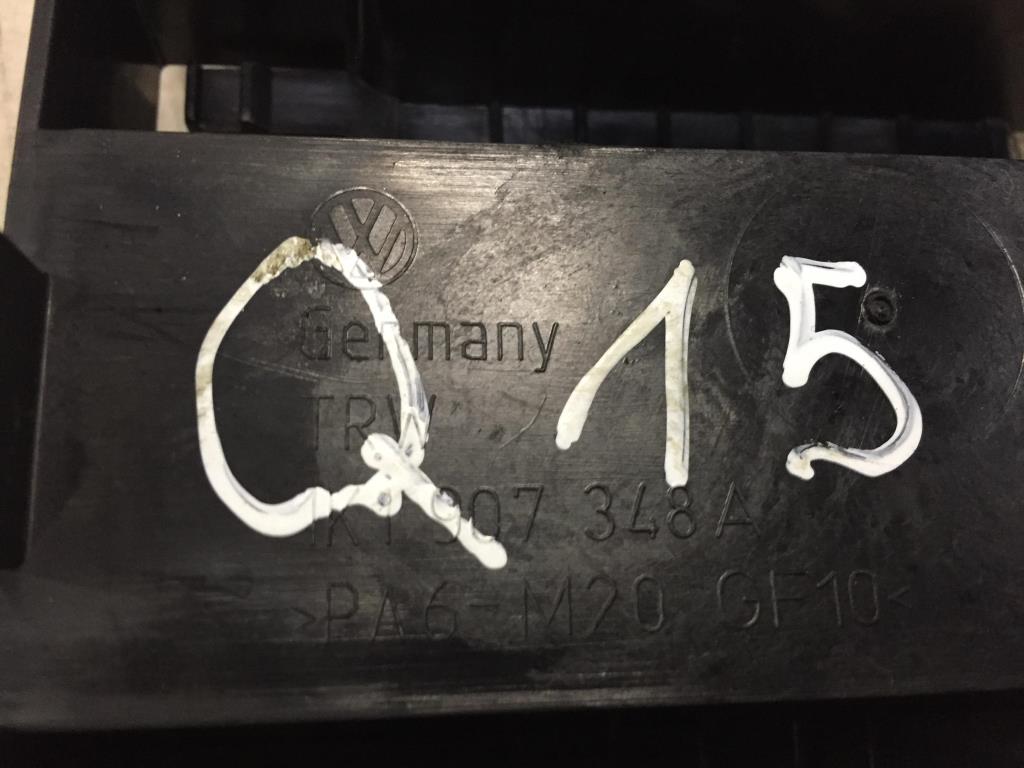 Q 15
Germany
TRW
1K1 907 348 A
>PA6-M20 GF10<